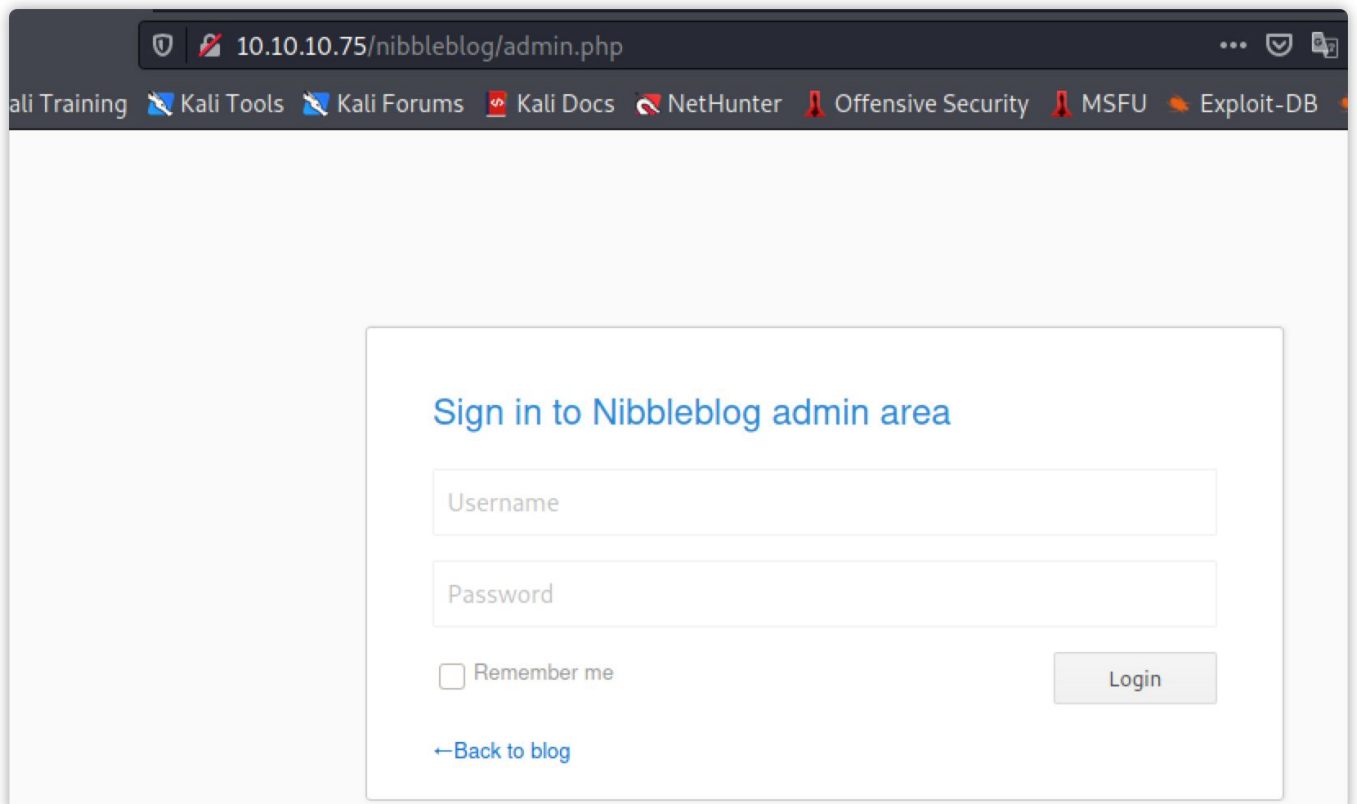 10.10.10.75/nibbleblog/admin.php
ali Training Kali Tools Kali Forums Kali Docs NetHunter Offensive Security MSFU Exploit-DB
Sign in to Nibbleblog admin area
Username
Password
Remember me
Login
←Back to blog